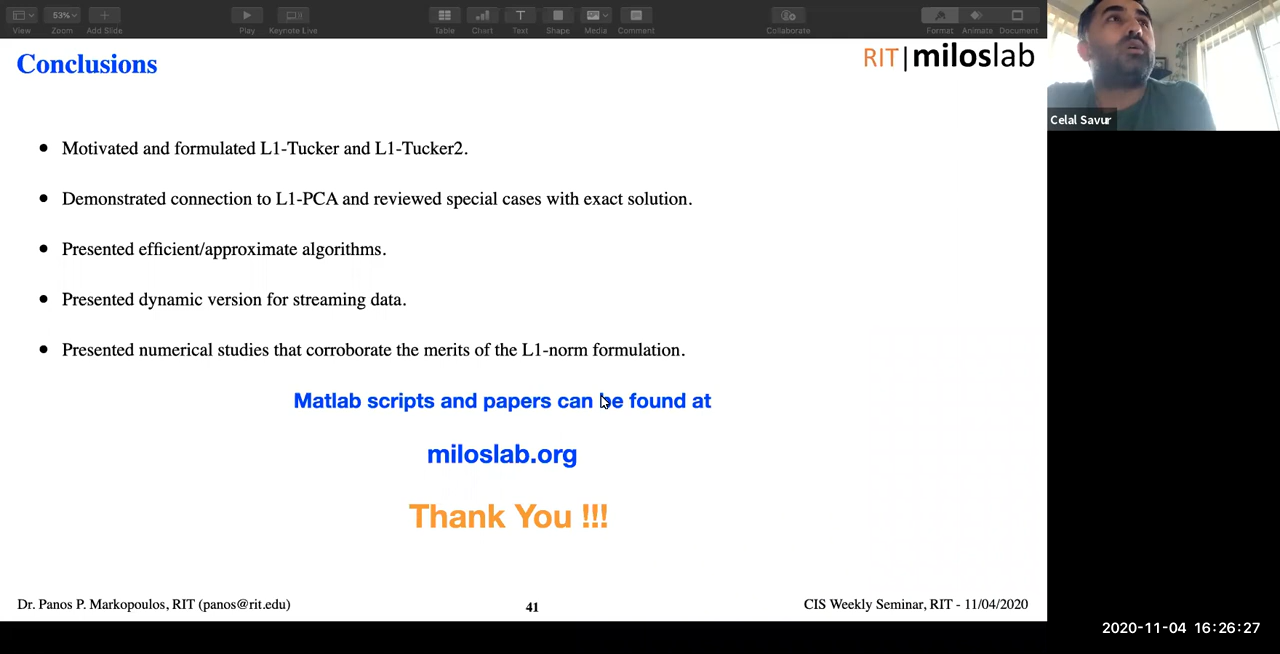 View
53%
Zoom
Add Slide
Play
Keynote Live
Table
Chart
Text
Shape
Media
Comment
Collaborate
Format
Animate
Document
Conclusions
RIT|miloslab
Celal Savur
• Motivated and formulated L1-Tucker and L1-Tucker2.
• Demonstrated connection to L1-PCA and reviewed special cases with exact solution.
• Presented efficient/approximate algorithms.
• Presented dynamic version for streaming data.
• Presented numerical studies that corroborate the merits of the L1-norm formulation.
Matlab scripts and papers can be found at
miloslab.org
Thank You !!!
Dr. Panos P. Markopoulos, RIT (panos@rit.edu)
41
CIS Weekly Seminar, RIT - 11/04/2020
2020-11-04 16:26:27